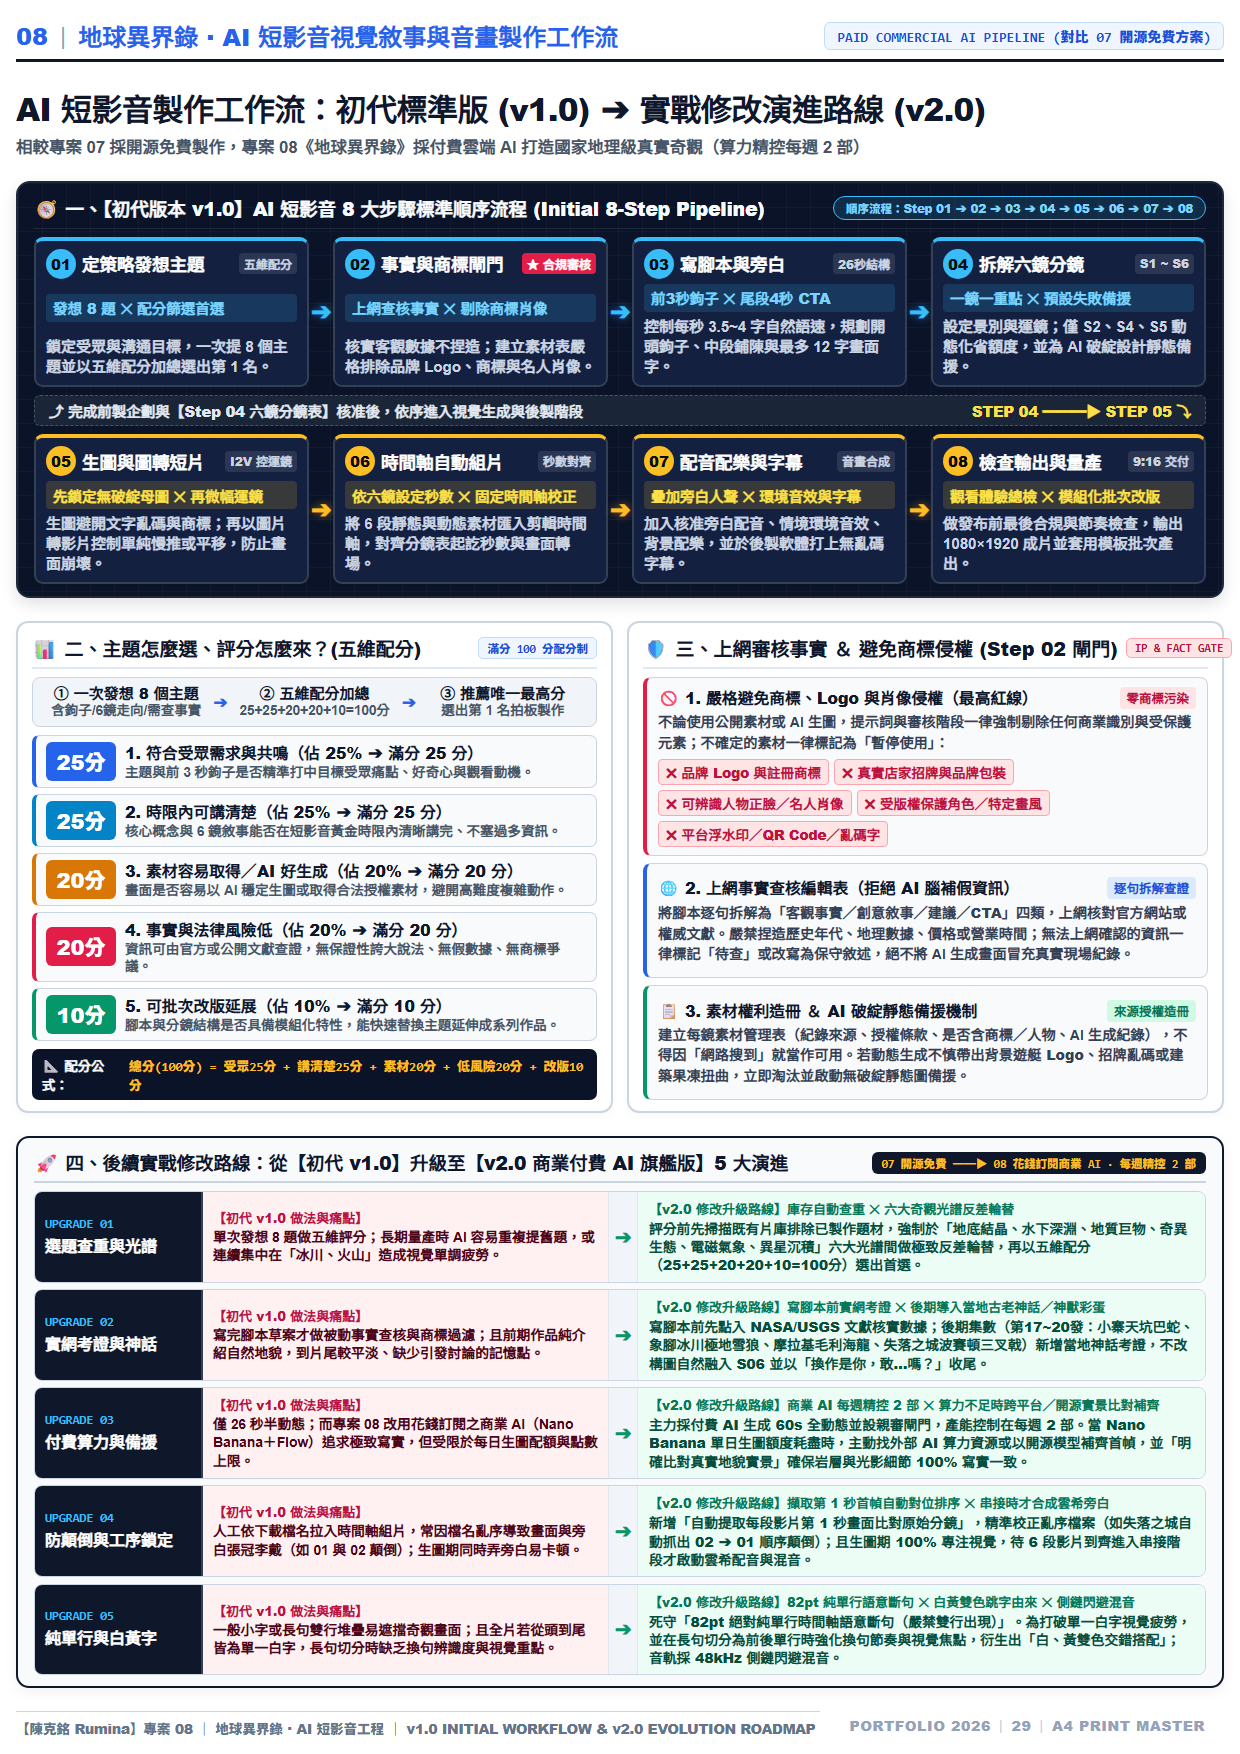 08 | 地球異界錄 · AI 短影音視覺敘事與音畫製作工作流
PAID COMMERCIAL AI PIPELINE (對比 07 開源免費方案)
AI 短影音製作工作流：初代標準版 (v1.0) ➔ 實戰修改演進路線 (v2.0)
相較專案 07 採開源免費製作，專案 08《地球異界錄》採付費雲端 AI 打造國家地理級真實奇觀（算力精控每週 2 部）
🧭 一、【初代版本 v1.0】AI 短影音 8 大步驟標準順序流程 (Initial 8-Step Pipeline)
順序流程：Step 01 ➔ 02 ➔ 03 ➔ 04 ➔ 05 ➔ 06 ➔ 07 ➔ 08
01 定策略發想主題 五維配分
發想 8 題 ✕ 配分篩選首選
鎖定受眾與溝通目標，一次提 8 個主
題並以五維配分加總選出第 1 名。
➔
02 事實與商標閘門 ★ 合規審核
上網查核事實 ✕ 剔除商標肖像
核實客觀數據不捏造；建立素材表嚴
格排除品牌 Logo、商標與名人肖像。
➔
03 寫腳本與旁白 26秒結構
前3秒鉤子 ✕ 尾段4秒 CTA
控制每秒 3.5~4 字自然語速，規劃開
頭鉤子、中段鋪陳與最多 12 字畫面
字。
➔
04 拆解六鏡分鏡 S1 ~ S6
一鏡一重點 ✕ 預設失敗備援
設定景別與運鏡；僅 S2、S4、S5 動
態化省額度，並為 AI 破綻設計靜態備
援。
⤴ 完成前製企劃與【Step 04 六鏡分鏡表】核准後，依序進入視覺生成與後製階段
STEP 04 ━━━━▶ STEP 05 ⤵
05 生圖與圖轉短片 I2V 控運鏡
先鎖定無破綻母圖 ✕ 再微幅運鏡
生圖避開文字亂碼與商標；再以圖片
轉影片控制單純慢推或平移，防止畫
面崩壞。
➔
06 時間軸自動組片 秒數對齊
依六鏡設定秒數 ✕ 固定時間軸校正
將 6 段靜態與動態素材匯入剪輯時間
軸，對齊分鏡表起訖秒數與畫面轉
場。
➔
07 配音配樂與字幕 音畫合成
疊加旁白人聲 ✕ 環境音效與字幕
加入核准旁白配音、情境環境音效、
背景配樂，並於後製軟體打上無亂碼
字幕。
➔
08 檢查輸出與量產 9:16 交付
觀看體驗總檢 ✕ 模組化批次改版
做發布前最後合規與節奏檢查，輸出
1080×1920 成片並套用模板批次產
出。
📊 二、主題怎麼選、評分怎麼來？(五維配分)
滿分 100 分配分制
① 一次發想 8 個主題
含鉤子/6鏡走向/需查事實
➔
② 五維配分加總
25+25+20+20+10=100分
➔
③ 推薦唯一最高分
選出第 1 名拍板製作
25分
1. 符合受眾需求與共鳴（佔 25% ➔ 滿分 25 分）
主題與前 3 秒鉤子是否精準打中目標受眾痛點、好奇心與觀看動機。
25分
2. 時限內可講清楚（佔 25% ➔ 滿分 25 分）
核心概念與 6 鏡敘事能否在短影音黃金時限內清晰講完、不塞過多資訊。
20分
3. 素材容易取得／AI 好生成（佔 20% ➔ 滿分 20 分）
畫面是否容易以 AI 穩定生圖或取得合法授權素材，避開高難度複雜動作。
20分
4. 事實與法律風險低（佔 20% ➔ 滿分 20 分）
資訊可由官方或公開文獻查證，無保證性誇大說法、無假數據、無商標爭
議。
10分
5. 可批次改版延展（佔 10% ➔ 滿分 10 分）
腳本與分鏡結構是否具備模組化特性，能快速替換主題延伸成系列作品。
📐 配分公
式：
總分(100分) = 受眾25分 + 講清楚25分 + 素材20分 + 低風險20分 + 改版10
分
🛡️ 三、上網審核事實 ＆ 避免商標侵權 (Step 02 閘門)
IP & FACT GATE
🚫 1. 嚴格避免商標、Logo 與肖像侵權（最高紅線）
零商標污染
不論使用公開素材或 AI 生圖，提示詞與審核階段一律強制剔除任何商業識別與受保護
元素；不確定的素材一律標記為「暫停使用」：
✕ 品牌 Logo 與註冊商標 ✕ 真實店家招牌與品牌包裝
✕ 可辨識人物正臉／名人肖像 ✕ 受版權保護角色／特定畫風
✕ 平台浮水印／QR Code／亂碼字
🌐 2. 上網事實查核編輯表（拒絕 AI 腦補假資訊）
逐句拆解查證
將腳本逐句拆解為「客觀事實／創意敘事／建議／CTA」四類，上網核對官方網站或
權威文獻。嚴禁捏造歷史年代、地理數據、價格或營業時間；無法上網確認的資訊一
律標記「待查」或改寫為保守敘述，絕不將 AI 生成畫面冒充真實現場紀錄。
📋 3. 素材權利造冊 ＆ AI 破綻靜態備援機制
來源授權造冊
建立每鏡素材管理表（紀錄來源、授權條款、是否含商標／人物、AI 生成紀錄），不
得因「網路搜到」就當作可用。若動態生成不慎帶出背景遊艇 Logo、招牌亂碼或建
築果凍扭曲，立即淘汰並啟動無破綻靜態圖備援。
🚀 四、後續實戰修改路線：從【初代 v1.0】升級至【v2.0 商業付費 AI 旗艦版】5 大演進
07 開源免費 ━━━▶ 08 花錢訂閱商業 AI · 每週精控 2 部
UPGRADE 01
選題查重與光譜
【初代 v1.0 做法與痛點】
單次發想 8 題做五維評分；長期量產時 AI 容易重複提舊題，或
連續集中在「冰川、火山」造成視覺單調疲勞。
➔
【v2.0 修改升級路線】庫存自動查重 ✕ 六大奇觀光譜反差輪替
評分前先掃描既有片庫排除已製作題材，強制於「地底結晶、水下深淵、地質巨物、奇異
生態、電磁氣象、異星沉積」六大光譜間做極致反差輪替，再以五維配分
（25+25+20+20+10=100分）選出首選。
UPGRADE 02
實網考證與神話
【初代 v1.0 做法與痛點】
寫完腳本草案才做被動事實查核與商標過濾；且前期作品純介
紹自然地貌，到片尾較平淡、缺少引發討論的記憶點。
➔
【v2.0 修改升級路線】寫腳本前實網考證 ✕ 後期導入當地古老神話／神獸彩蛋
寫腳本前先點入 NASA/USGS 文獻核實數據；後期集數（第17~20發：小寨天坑巴蛇、
象腳冰川極地雪狼、摩拉基毛利海龍、失落之城波賽頓三叉戟）新增當地神話考證，不改
構圖自然融入 S06 並以「換作是你，敢...嗎？」收尾。
UPGRADE 03
付費算力與備援
【初代 v1.0 做法與痛點】
僅 26 秒半動態；而專案 08 改用花錢訂閱之商業 AI（Nano
Banana＋Flow）追求極致寫實，但受限於每日生圖配額與點數
上限。
➔
【v2.0 修改升級路線】商業 AI 每週精控 2 部 ✕ 算力不足時跨平台／開源實景比對補齊
主力採付費 AI 生成 60s 全動態並設親審閘門，產能控制在每週 2 部。當 Nano
Banana 單日生圖額度耗盡時，主動找外部 AI 算力資源或以開源模型補齊首幀，並「明
確比對真實地貌實景」確保岩層與光影細節 100% 寫實一致。
UPGRADE 04
防顛倒與工序鎖定
【初代 v1.0 做法與痛點】
人工依下載檔名拉入時間軸組片，常因檔名亂序導致畫面與旁
白張冠李戴（如 01 與 02 顛倒）；生圖期同時弄旁白易卡頓。
➔
【v2.0 修改升級路線】擷取第 1 秒首幀自動對位排序 ✕ 串接時才合成雲希旁白
新增「自動提取每段影片第 1 秒畫面比對原始分鏡」，精準校正亂序檔案（如失落之城自
動抓出 02 ➔ 01 順序顛倒）；且生圖期 100% 專注視覺，待 6 段影片到齊進入串接階
段才啟動雲希配音與混音。
UPGRADE 05
純單行與白黃字
【初代 v1.0 做法與痛點】
一般小字或長句雙行堆疊易遮擋奇觀畫面；且全片若從頭到尾
皆為單一白字，長句切分時缺乏換句辨識度與視覺重點。
➔
【v2.0 修改升級路線】82pt 純單行語意斷句 ✕ 白黃雙色跳字由來 ✕ 側鏈閃避混音
死守「82pt 絕對純單行時間軸語意斷句（嚴禁雙行出現）」。為打破單一白字視覺疲勞，
並在長句切分為前後單行時強化換句節奏與視覺焦點，衍生出「白、黃雙色交錯搭配」；
音軌採 48kHz 側鏈閃避混音。
【陳克銘 Rumina】專案 08 | 地球異界錄 · AI 短影音工程 | v1.0 INITIAL WORKFLOW & v2.0 EVOLUTION ROADMAP
PORTFOLIO 2026 | 29 | A4 PRINT MASTER